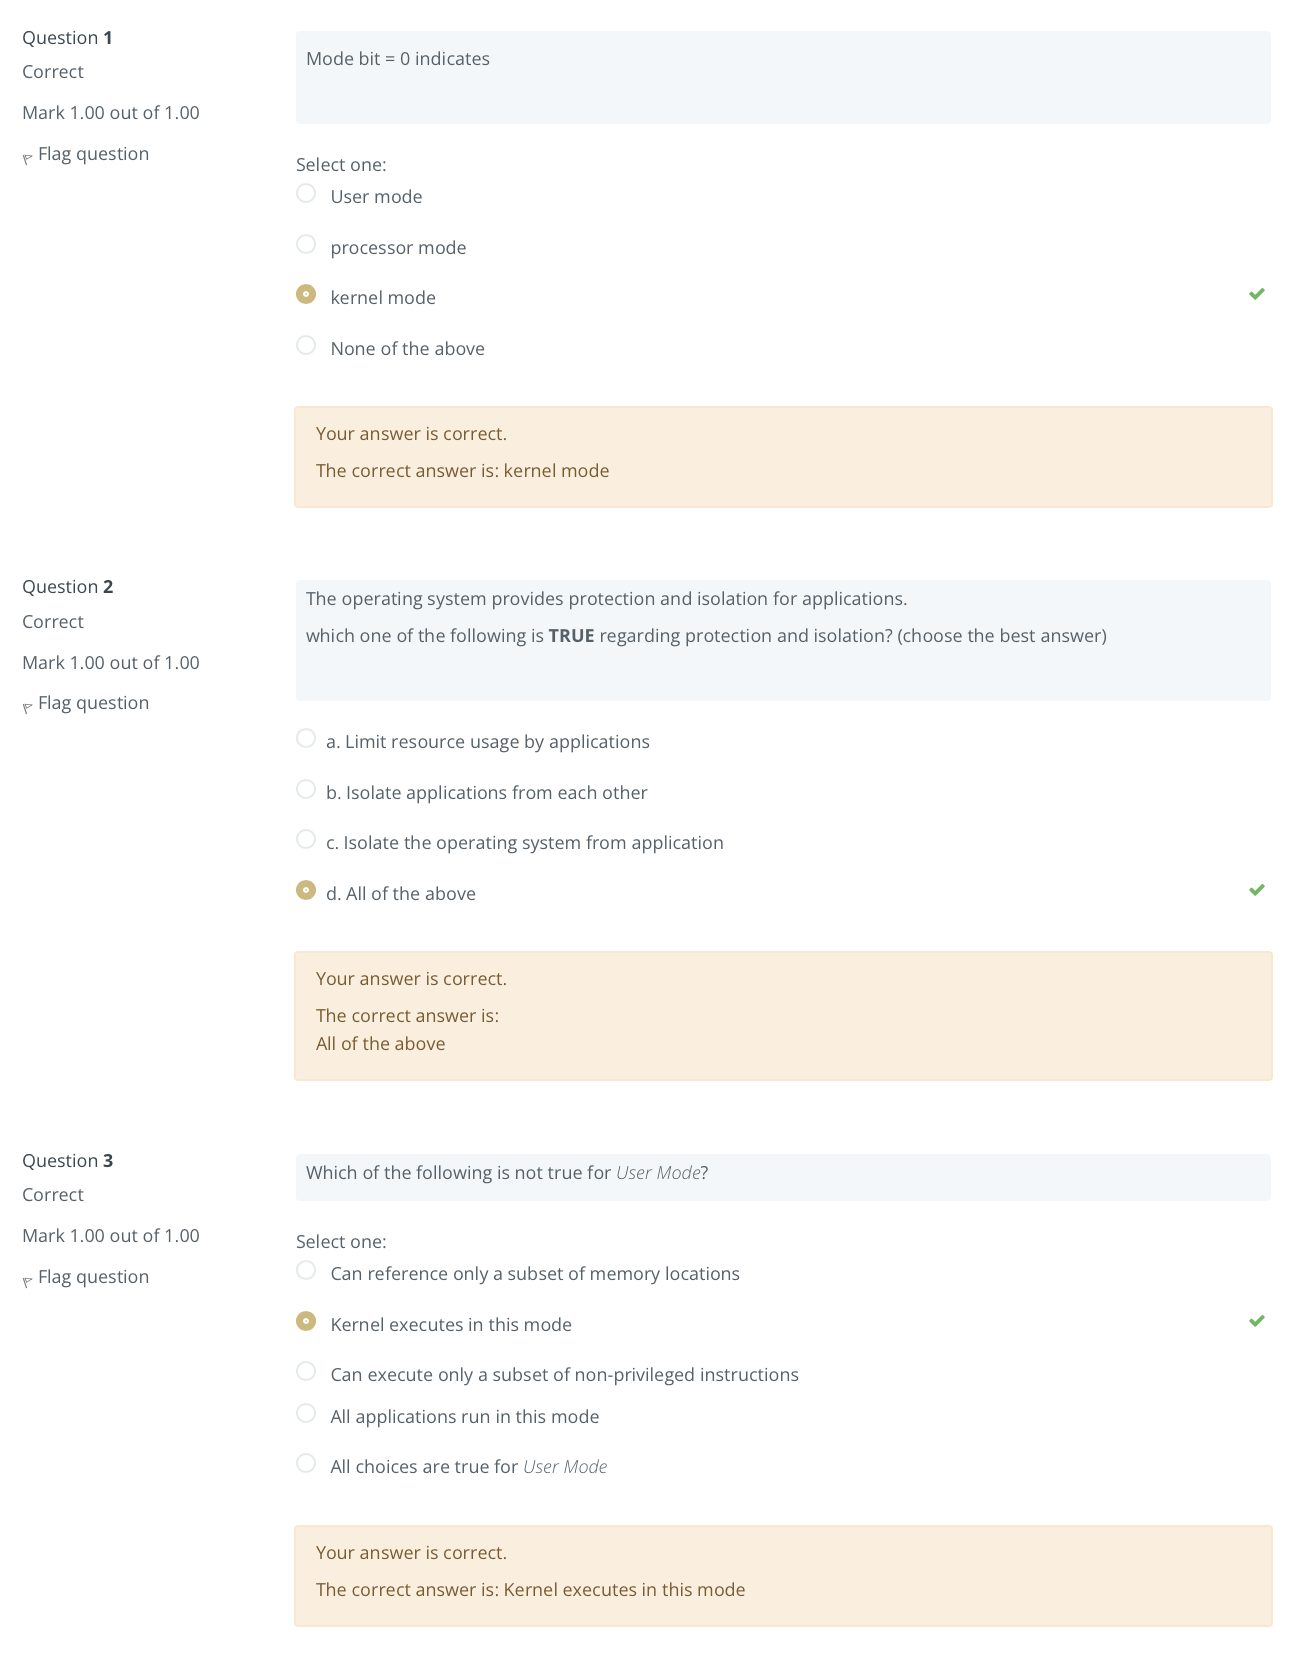 Question 1
Correct
Mark 1.00 out of 1.00
Flag question
Mode bit = 0 indicates
Select one:
User mode
processor mode
kernel mode
None of the above
Your answer is correct.
The correct answer is: kernel mode
Question 2
Correct
Mark 1.00 out of 1.00
Flag question
The operating system provides protection and isolation for applications.
which one of the following is TRUE regarding protection and isolation? (choose the best answer)
a. Limit resource usage by applications
b. Isolate applications from each other
c. Isolate the operating system from application
d. All of the above
Your answer is correct.
The correct answer is:
All of the above
Question 3
Correct
Mark 1.00 out of 1.00
Flag question
Which of the following is not true for User Mode?
Select one:
Can reference only a subset of memory locations
Kernel executes in this mode
Can execute only a subset of non-privileged instructions
All applications run in this mode
All choices are true for User Mode
Your answer is correct.
The correct answer is: Kernel executes in this mode